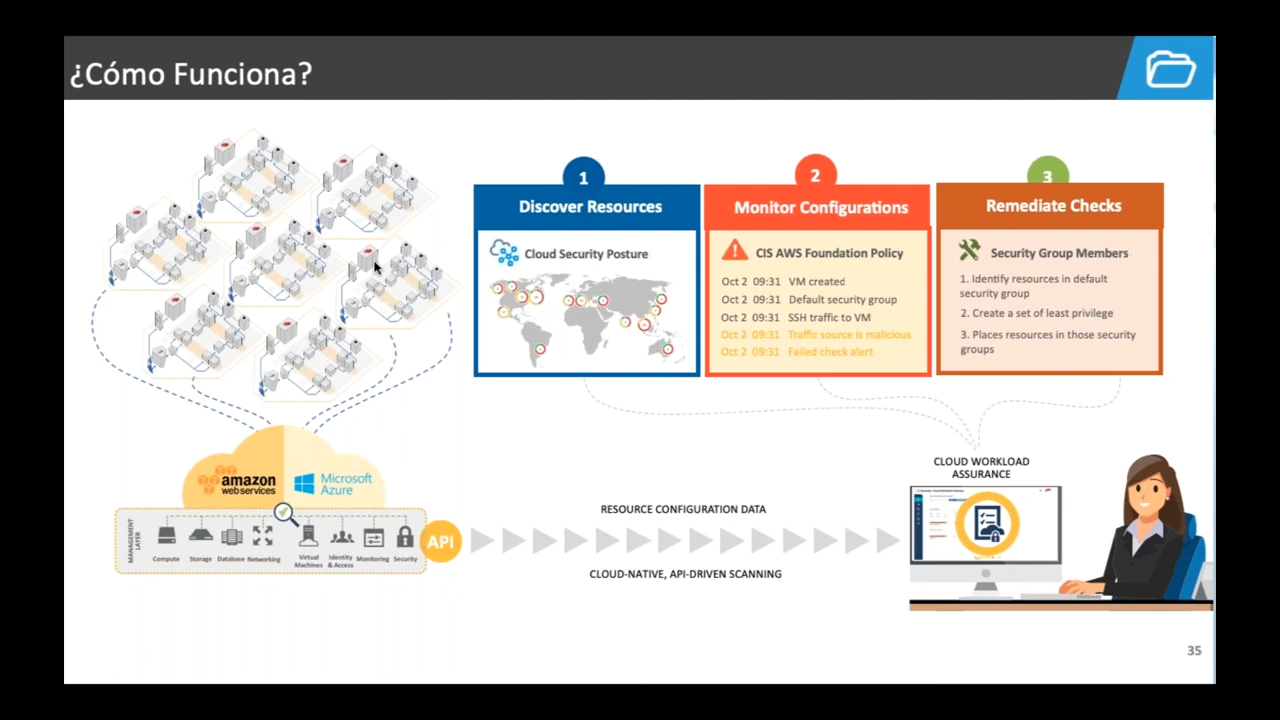 ¿Cómo Funciona?
1
Discover Resources
Cloud Security Posture
2
Monitor Configurations
CIS AWS Foundation Policy
Oct 2 09:31 VM created
Oct 2 09:31 Default security group
Oct 2 09:31 SSH traffic to VM
Oct 2 09:31 Traffic source is malicious
Oct 2 09:31 Failed check alert
3
Remediate Checks
Security Group Members
1. Identify resources in default
security group
2. Create a set of least privilege
3. Places resources in those security
groups
amazon
webservices
Microsoft
Azure
MANAGEMENT
LAYER
Compute
Storage
Database
Networking
Virtual
Machines
Identity
& Access
Monitoring
Security
API
RESOURCE CONFIGURATION DATA
CLOUD-NATIVE, API-DRIVEN SCANNING
CLOUD WORKLOAD
ASSURANCE
35